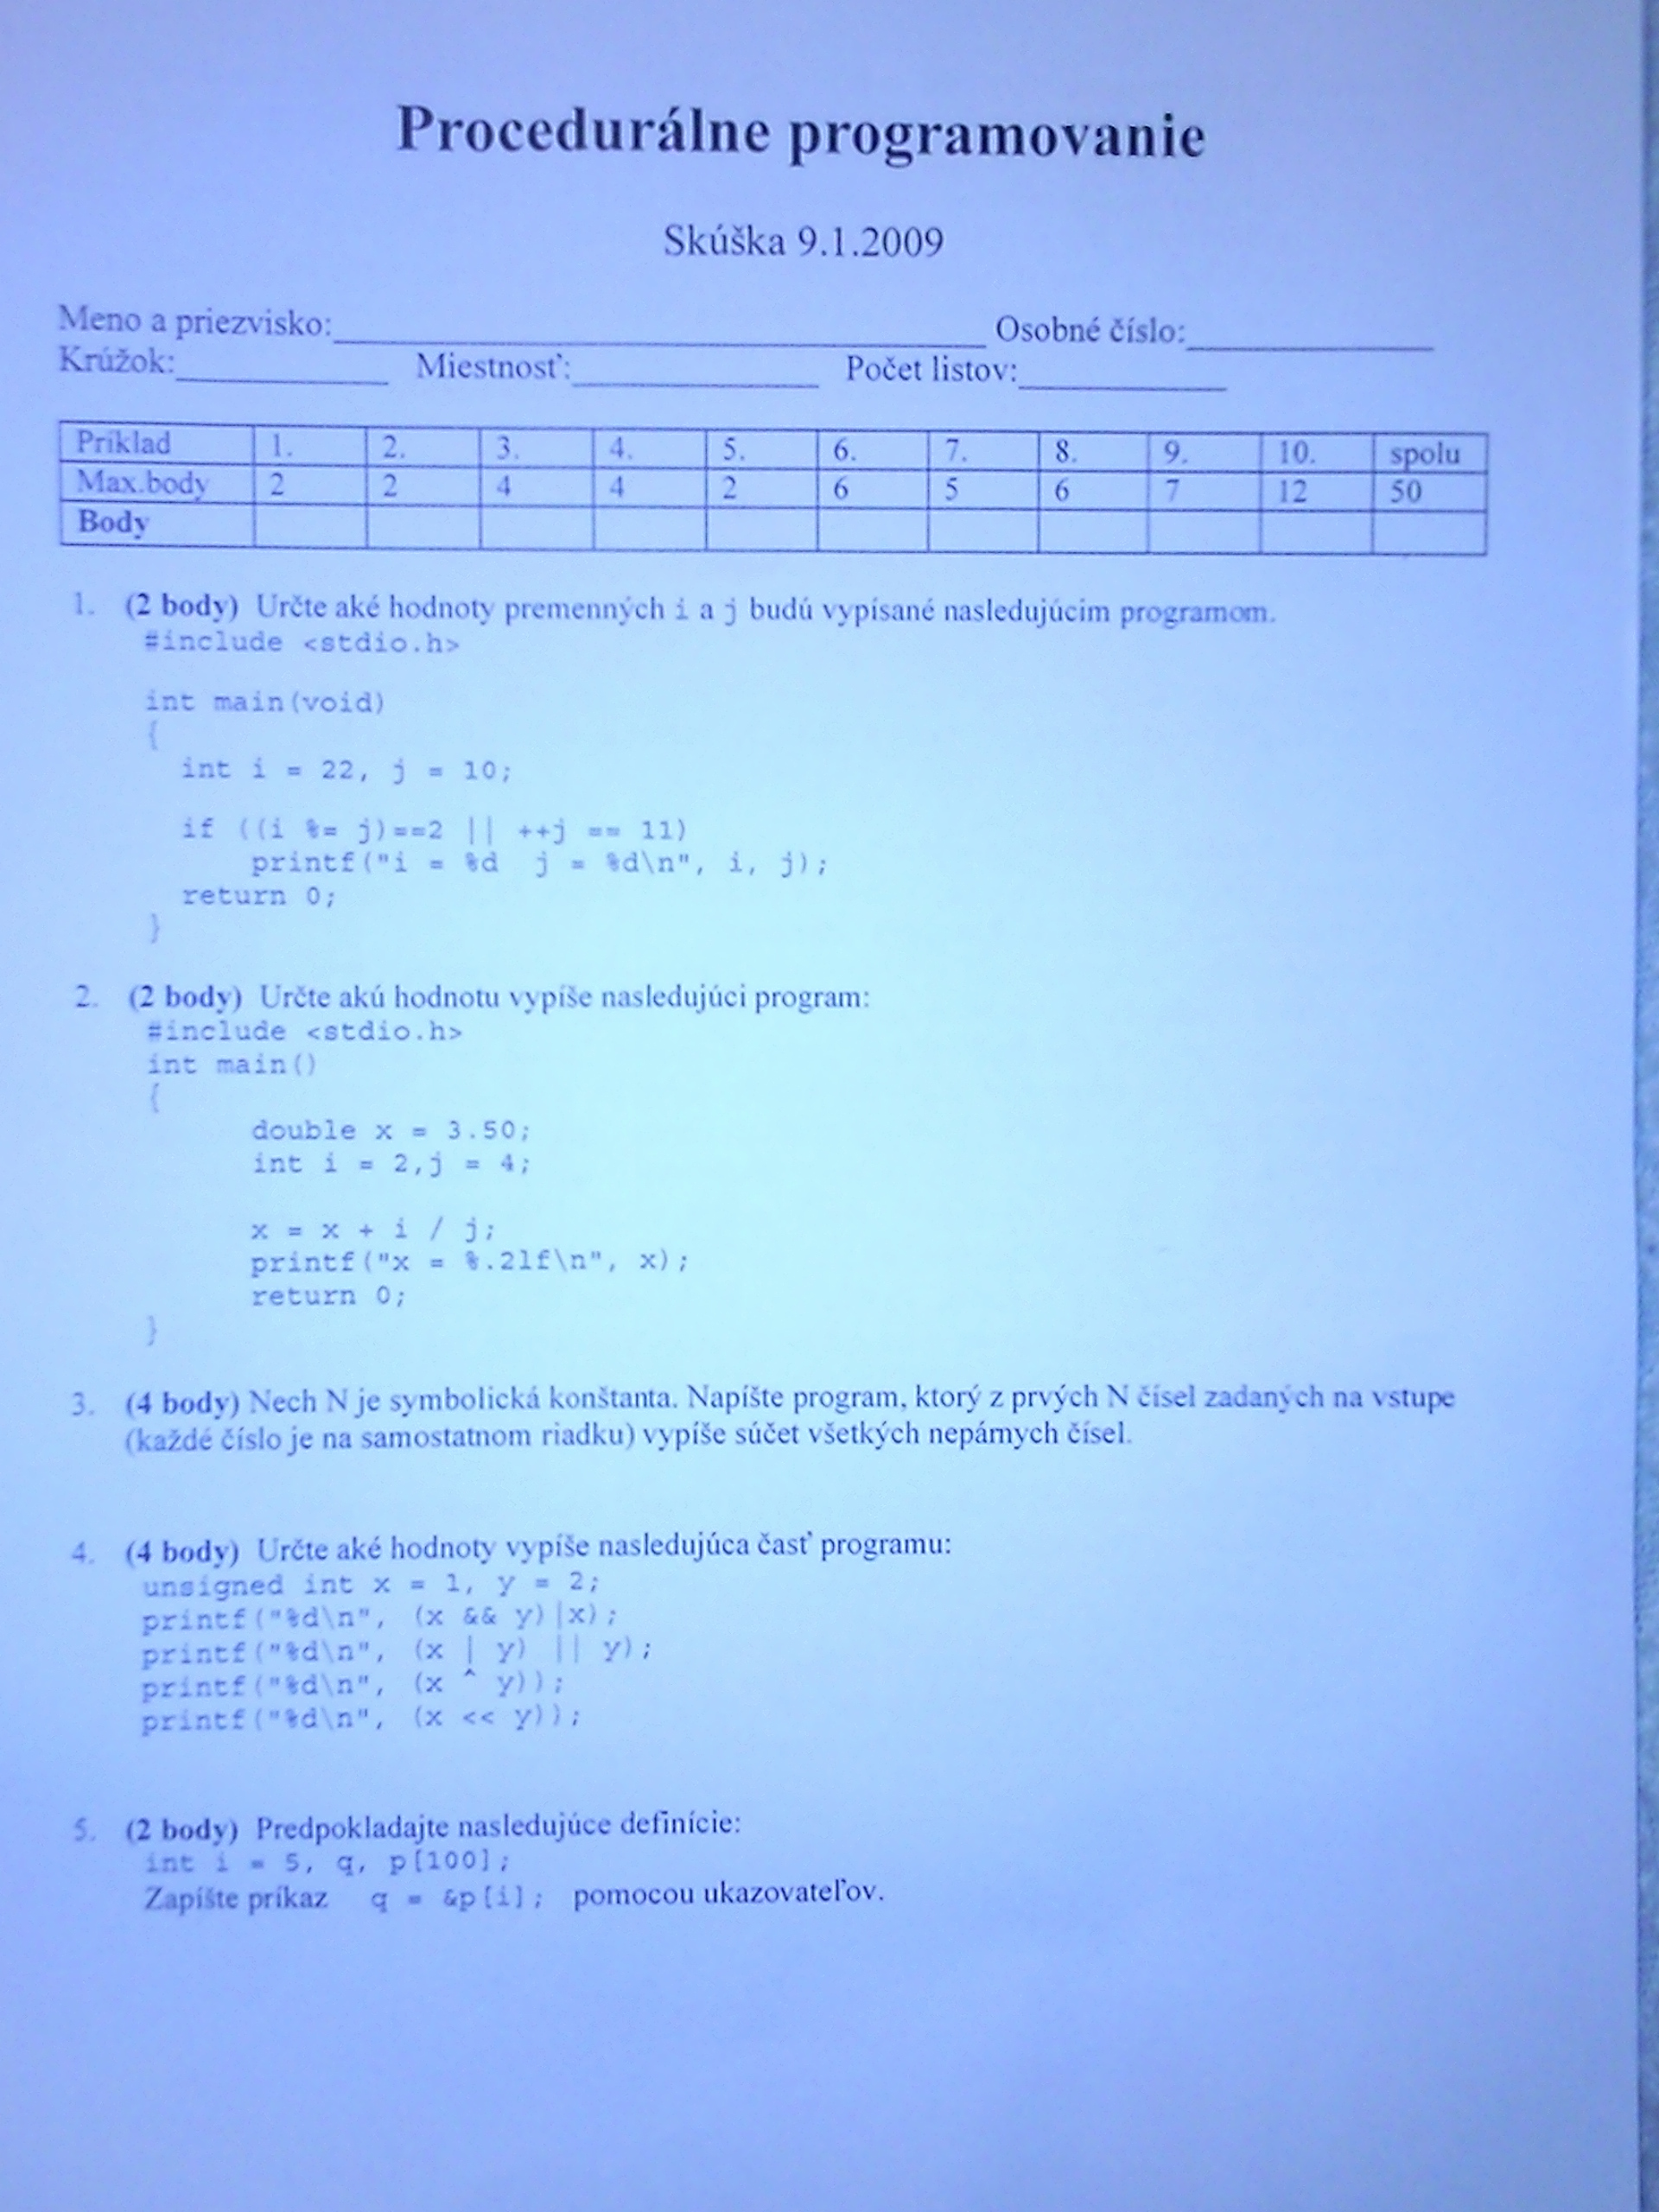 Procedurálne programovanie
Skúška 9.1.2009
Meno a priezvisko: Osobné číslo:
Krúžok: Miestnosť: Počet listov:
Príklad 1. 2. 3. 4. 5. 6. 7. 8. 9. 10. spolu
Max.body 2 2 4 4 2 6 5 6 7 12 50
Body
1. (2 body) Určte aké hodnoty premenných i a j budú vypísané nasledujúcim programom.
#include <stdio.h>
int main(void)
{
int i = 22, j = 10;
if ((i %= j)==2 || ++j == 11)
printf("i = %d  j = %d\n", i, j);
return 0;
}
2. (2 body) Určte akú hodnotu vypíše nasledujúci program:
#include <stdio.h>
int main()
{
double x = 3.50;
int i = 2,j = 4;
x = x + i / j;
printf("x = %.2lf\n", x);
return 0;
}
3. (4 body) Nech N je symbolická konštanta. Napíšte program, ktorý z prvých N čísel zadaných na vstupe
(každé číslo je na samostatnom riadku) vypíše súčet všetkých nepárnych čísel.
4. (4 body) Určte aké hodnoty vypíše nasledujúca časť programu:
unsigned int x = 1, y = 2;
printf("%d\n", (x && y)|x);
printf("%d\n", (x | y) || y);
printf("%d\n", (x ^ y));
printf("%d\n", (x << y));
5. (2 body) Predpokladajte nasledujúce definície:
int i = 5, q, p[100];
Zapíšte príkaz q = &p[i]; pomocou ukazovateľov.